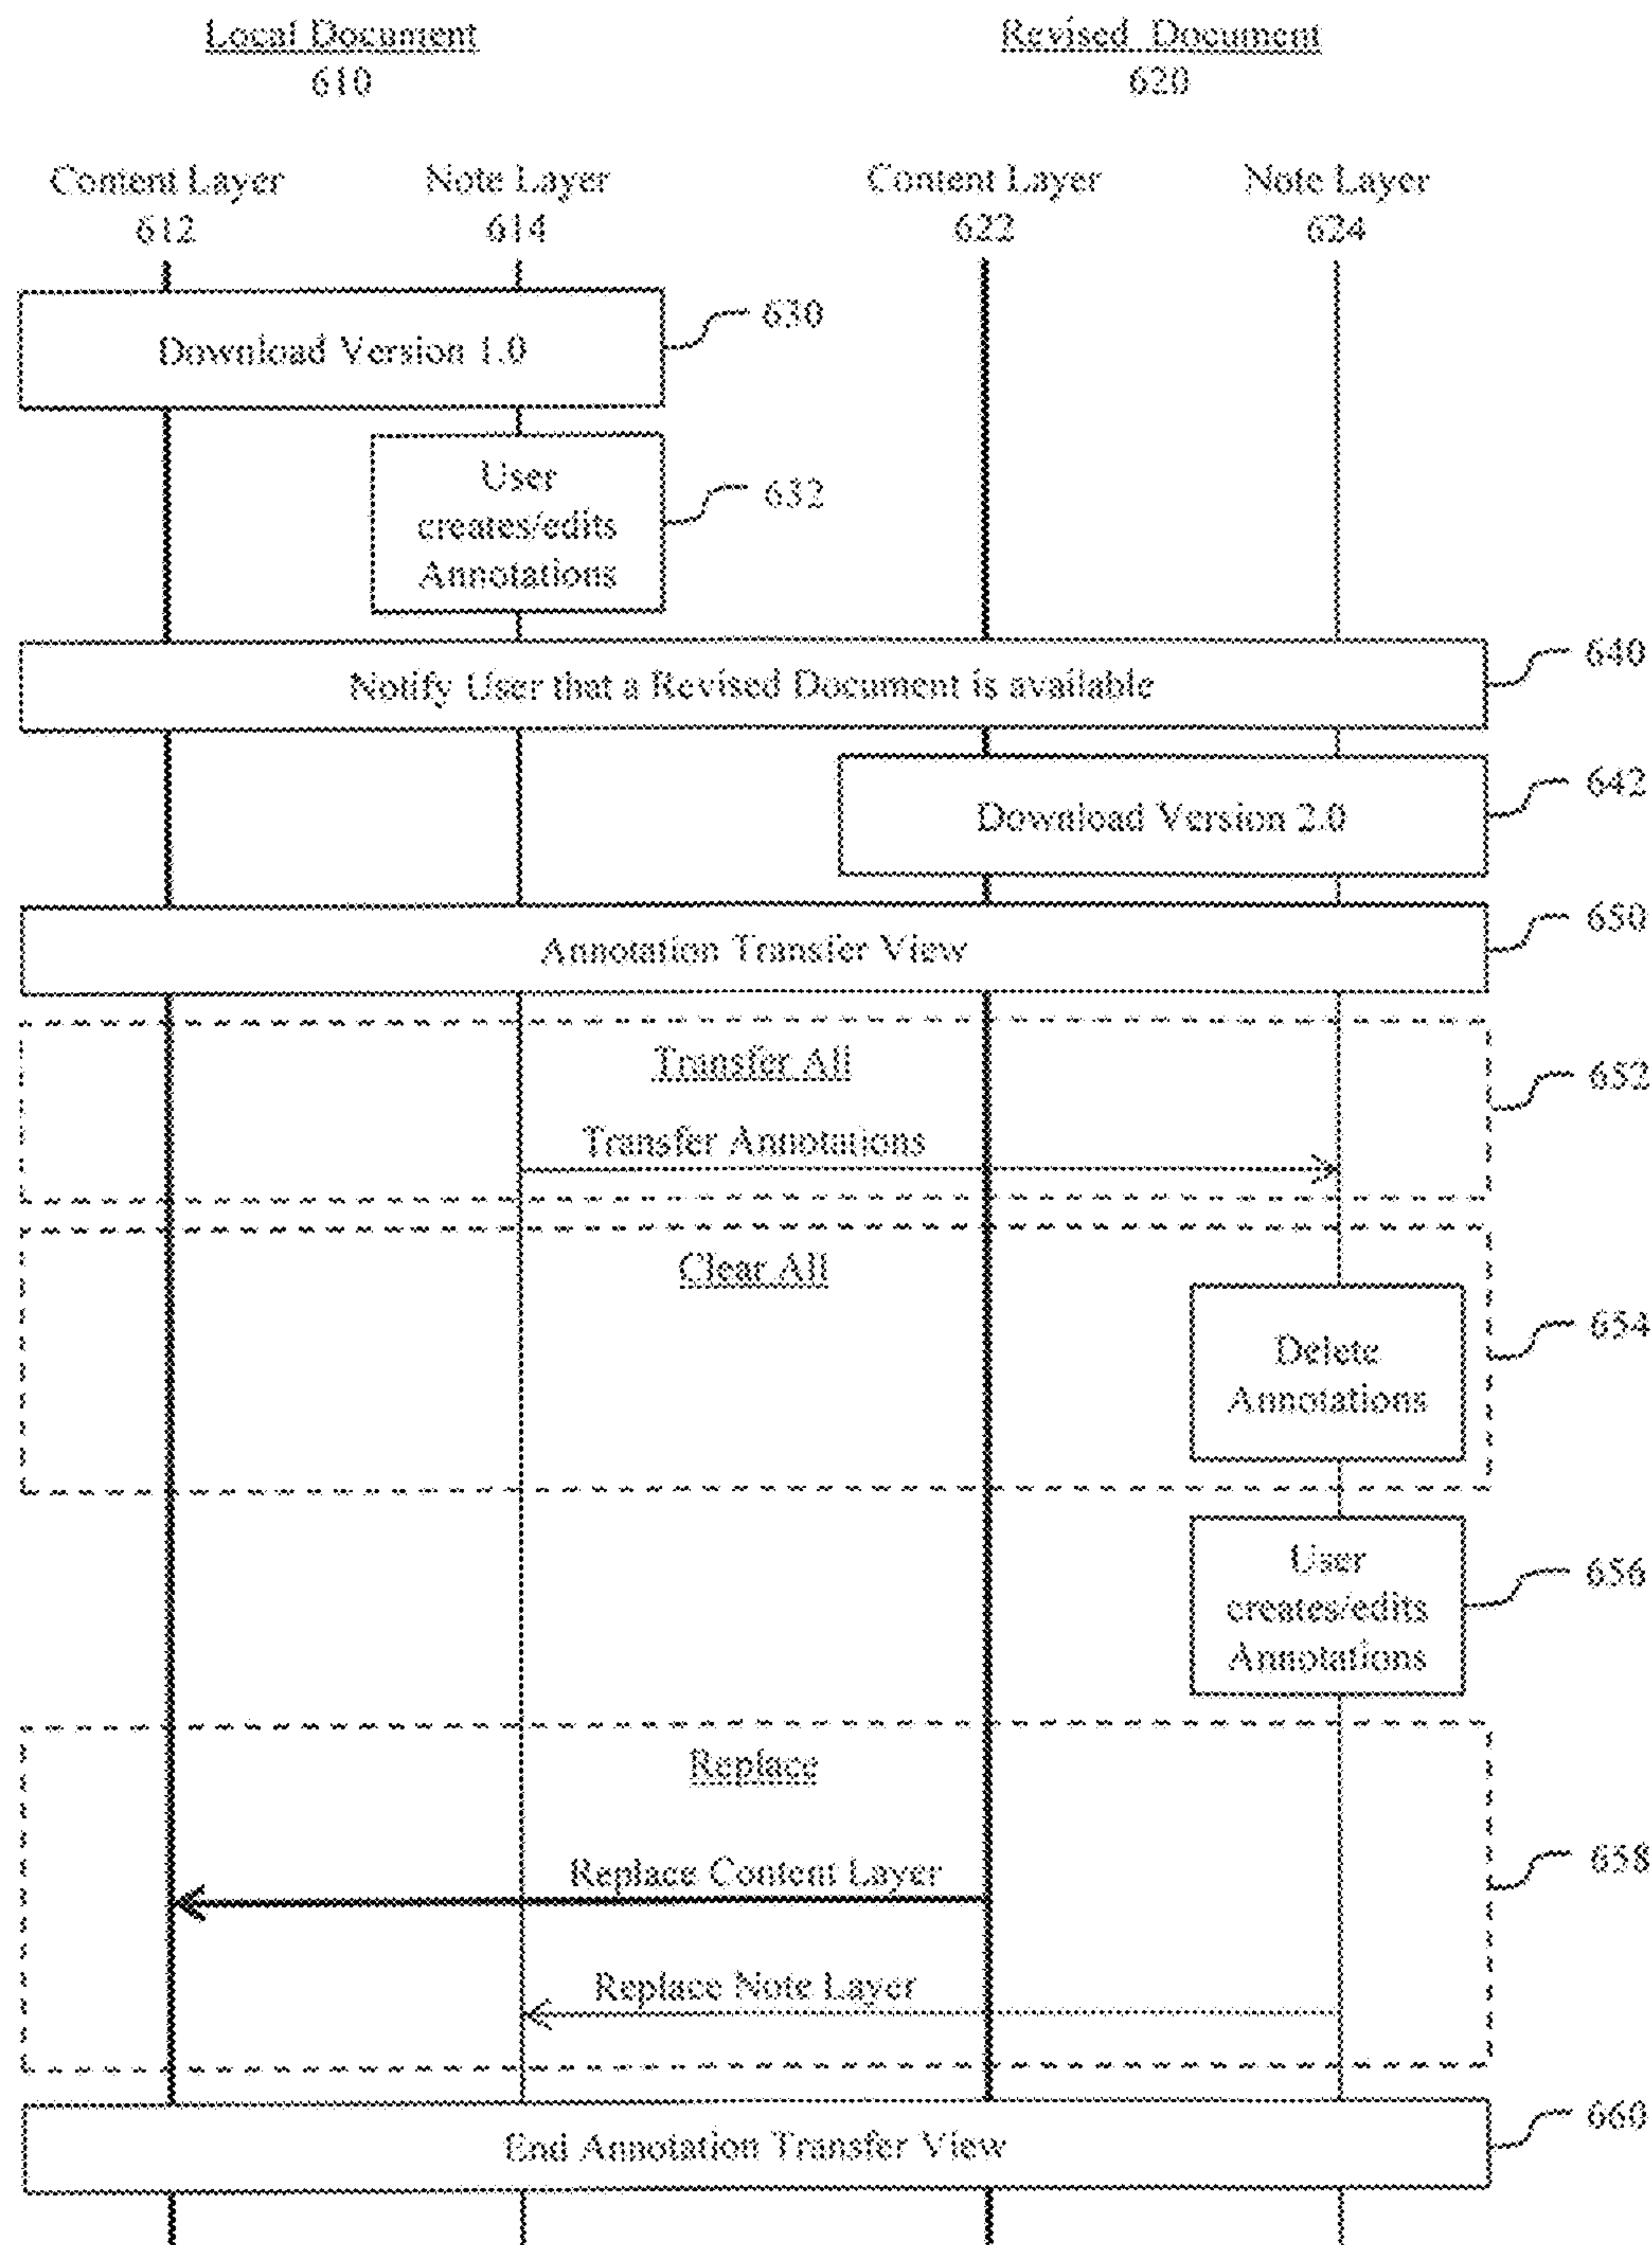 Local Document
610
Revised Document
620
Content Layer
612
Note Layer
614
Content Layer
622
Note Layer
624
Download Version 1.0
630
User
creates/edits
Annotations
632
Notify User that a Revised Document is available
640
Download Version 2.0
642
Annotation Transfer View
650
Transfer All
Transfer Annotations
652
Clear All
Delete
Annotations
654
User
creates/edits
Annotations
656
Replace
Replace Content Layer
Replace Note Layer
658
End Annotation Transfer View
660